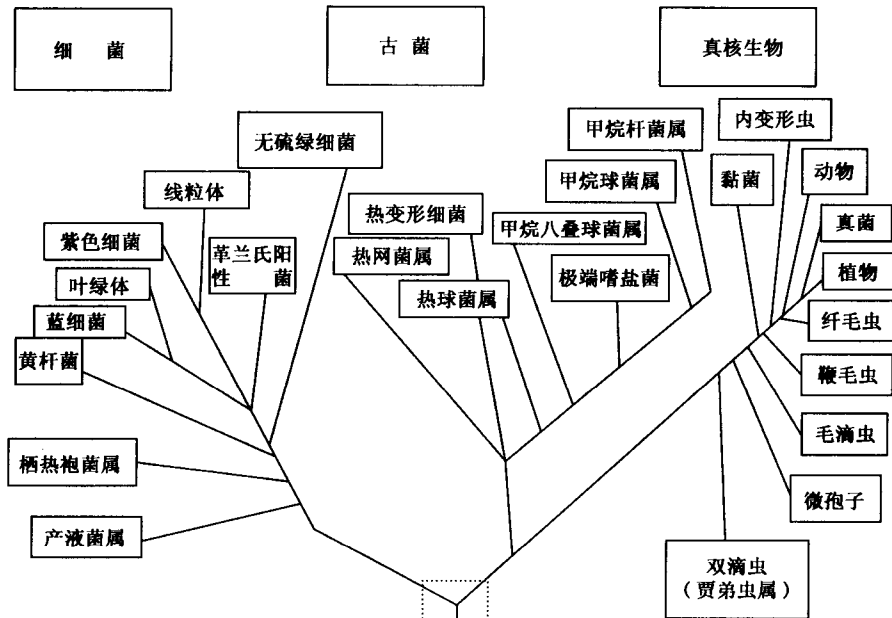 细 菌
古 菌
真核生物
无硫绿细菌
线粒体
紫色细菌
革兰氏阳
性 菌
叶绿体
蓝细菌
黄杆菌
栖热袍菌属
产液菌属
甲烷杆菌属
甲烷球菌属
热变形细菌
甲烷八叠球菌属
热网菌属
极端嗜盐菌
热球菌属
内变形虫
黏菌
动物
真菌
植物
纤毛虫
鞭毛虫
毛滴虫
微孢子
双滴虫
(贾弟虫属)